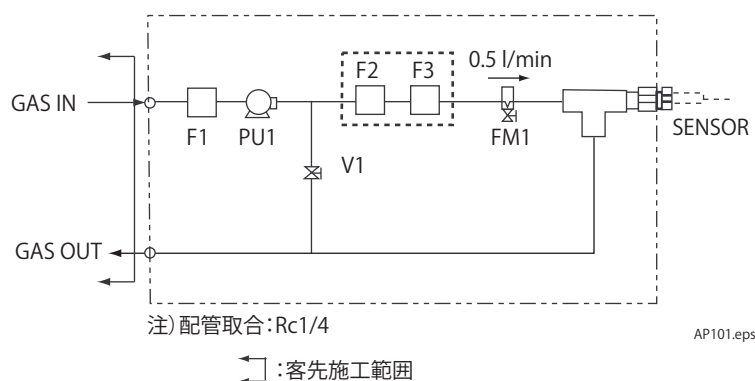 F2
F3
0.5 l/min
GAS IN
F1
PU1
FM1
SENSOR
V1
GAS OUT
注）配管取合：Rc1/4
AP101.eps
：客先施工範囲